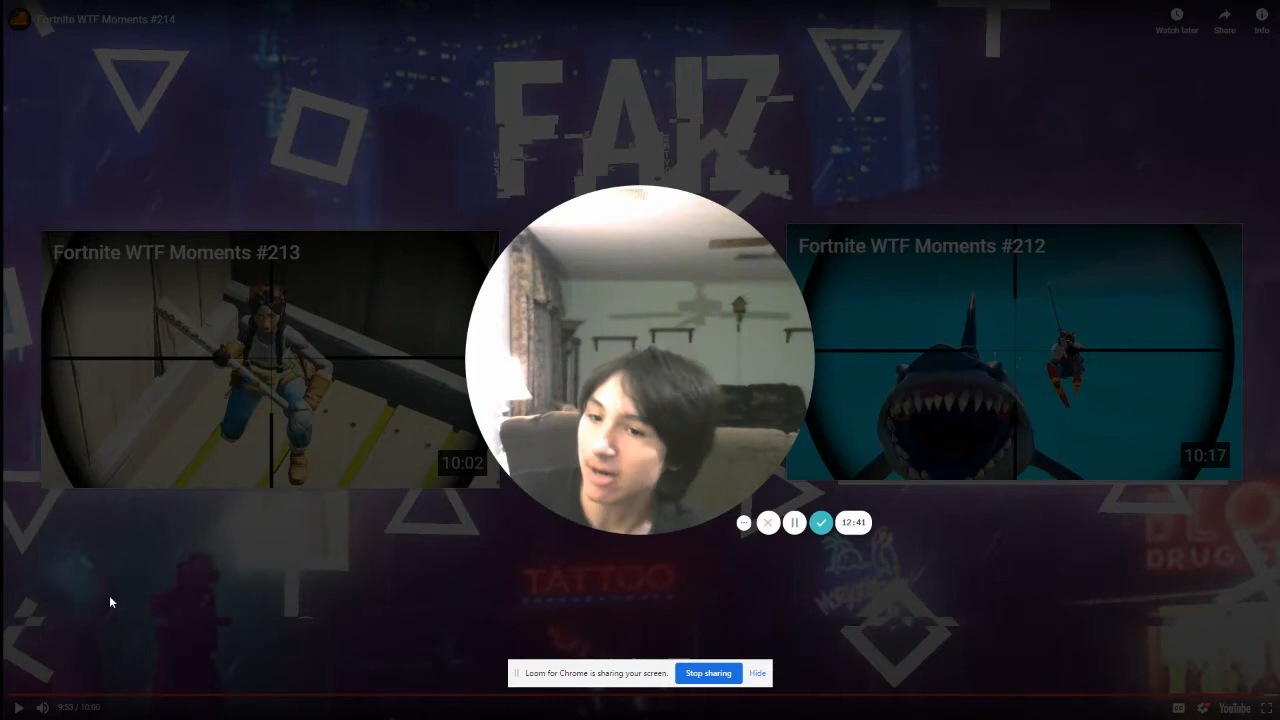 Fortnite WTF Moments #214
Watch later
Share
Info
FAIZ
Fortnite WTF Moments #213
Fortnite WTF Moments #212
10:02
10:17
12:41
TATTOO
DRUG
Loom for Chrome is sharing your screen.
Stop sharing
Hide
9:53 / 10:00
CC
YouTube